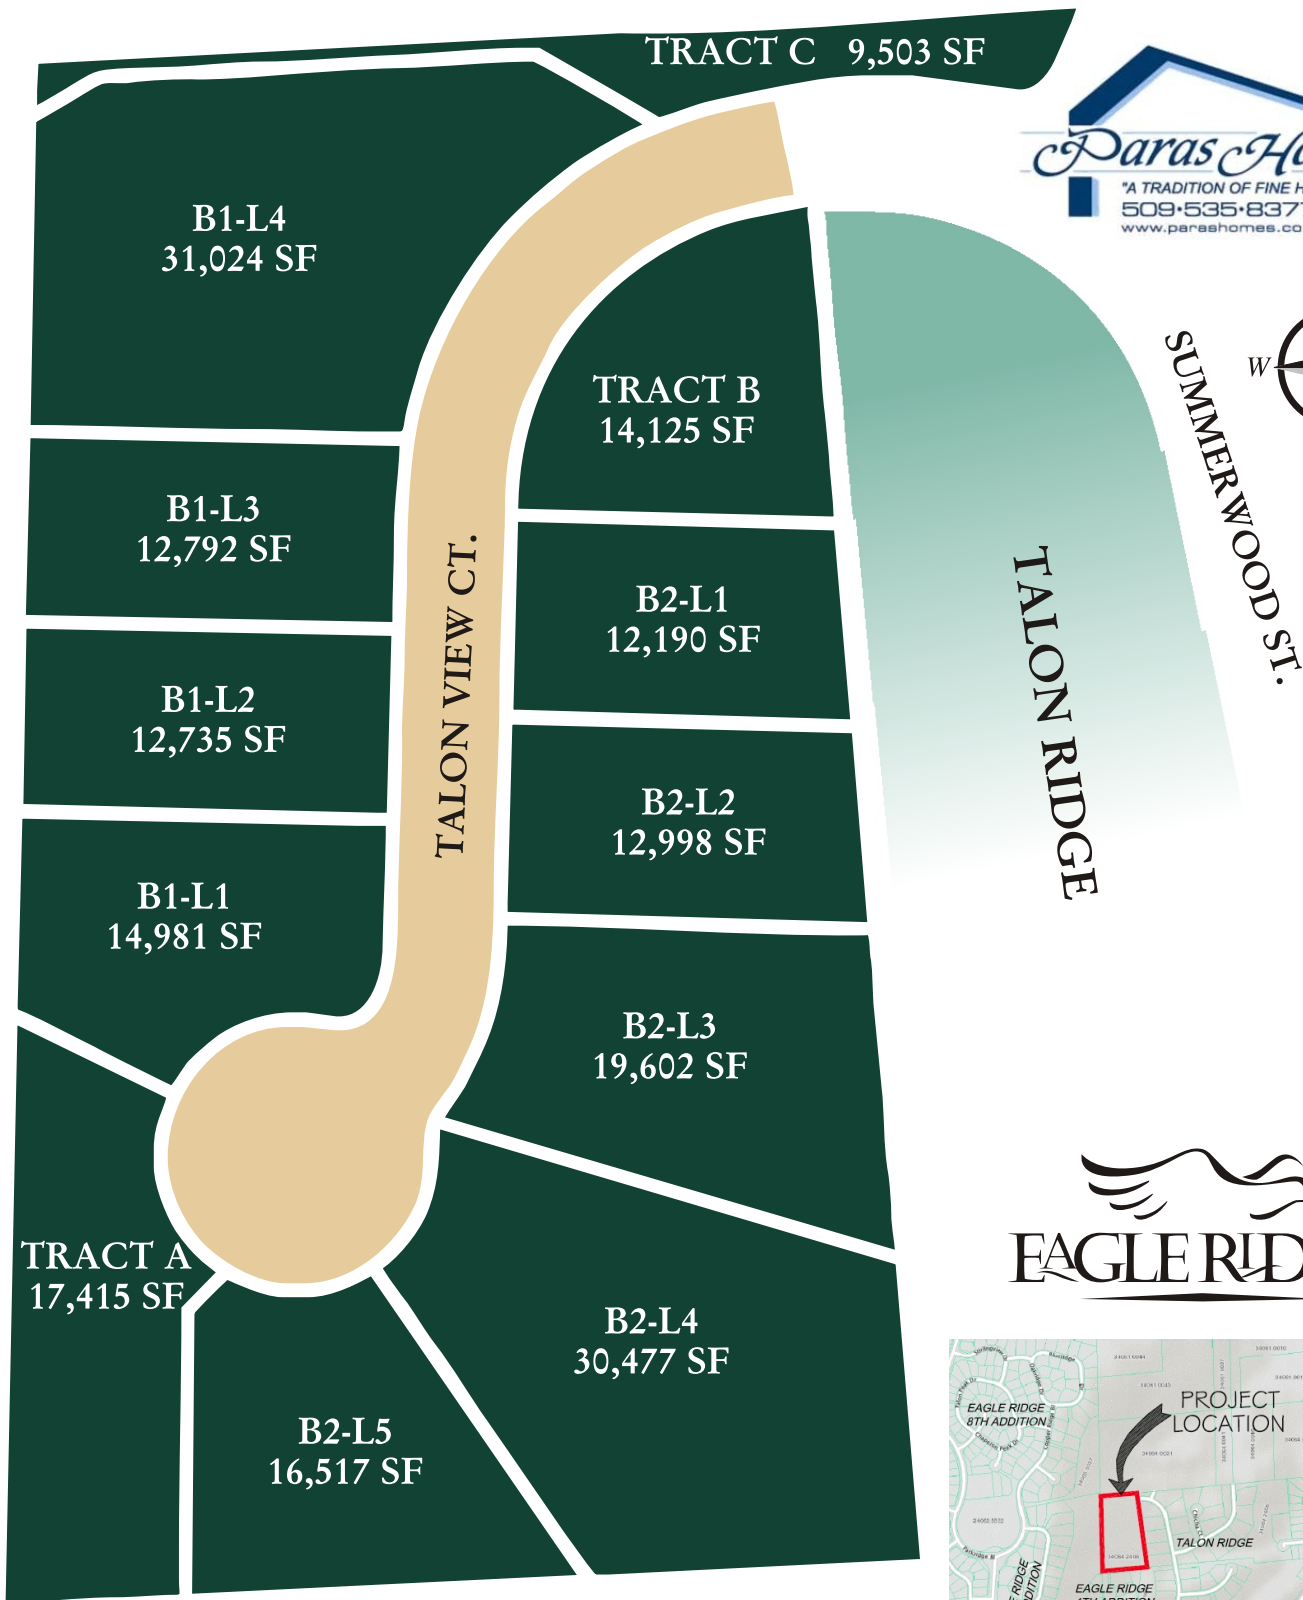 TRACT C 9,503 SF
Paras
"A TRADITION OF FINE
509•535•837
www.parashomes.co
B1-L4
31,024 SF
W
SUMMERWOOD ST.
TRACT B
14,125 SF
B1-L3
12,792 SF
TALON VIEW CT.
TALON RIDGE
B2-L1
12,190 SF
B1-L2
12,735 SF
B2-L2
12,998 SF
B1-L1
14,981 SF
B2-L3
19,602 SF
TRACT A
17,415 SF
EAGLE RID
B2-L4
30,477 SF
B2-L5
16,517 SF
PROJECT
LOCATION
EAGLE RIDGE
8TH ADDITION
TALON RIDGE
RIDGE
EAGLE RIDGE